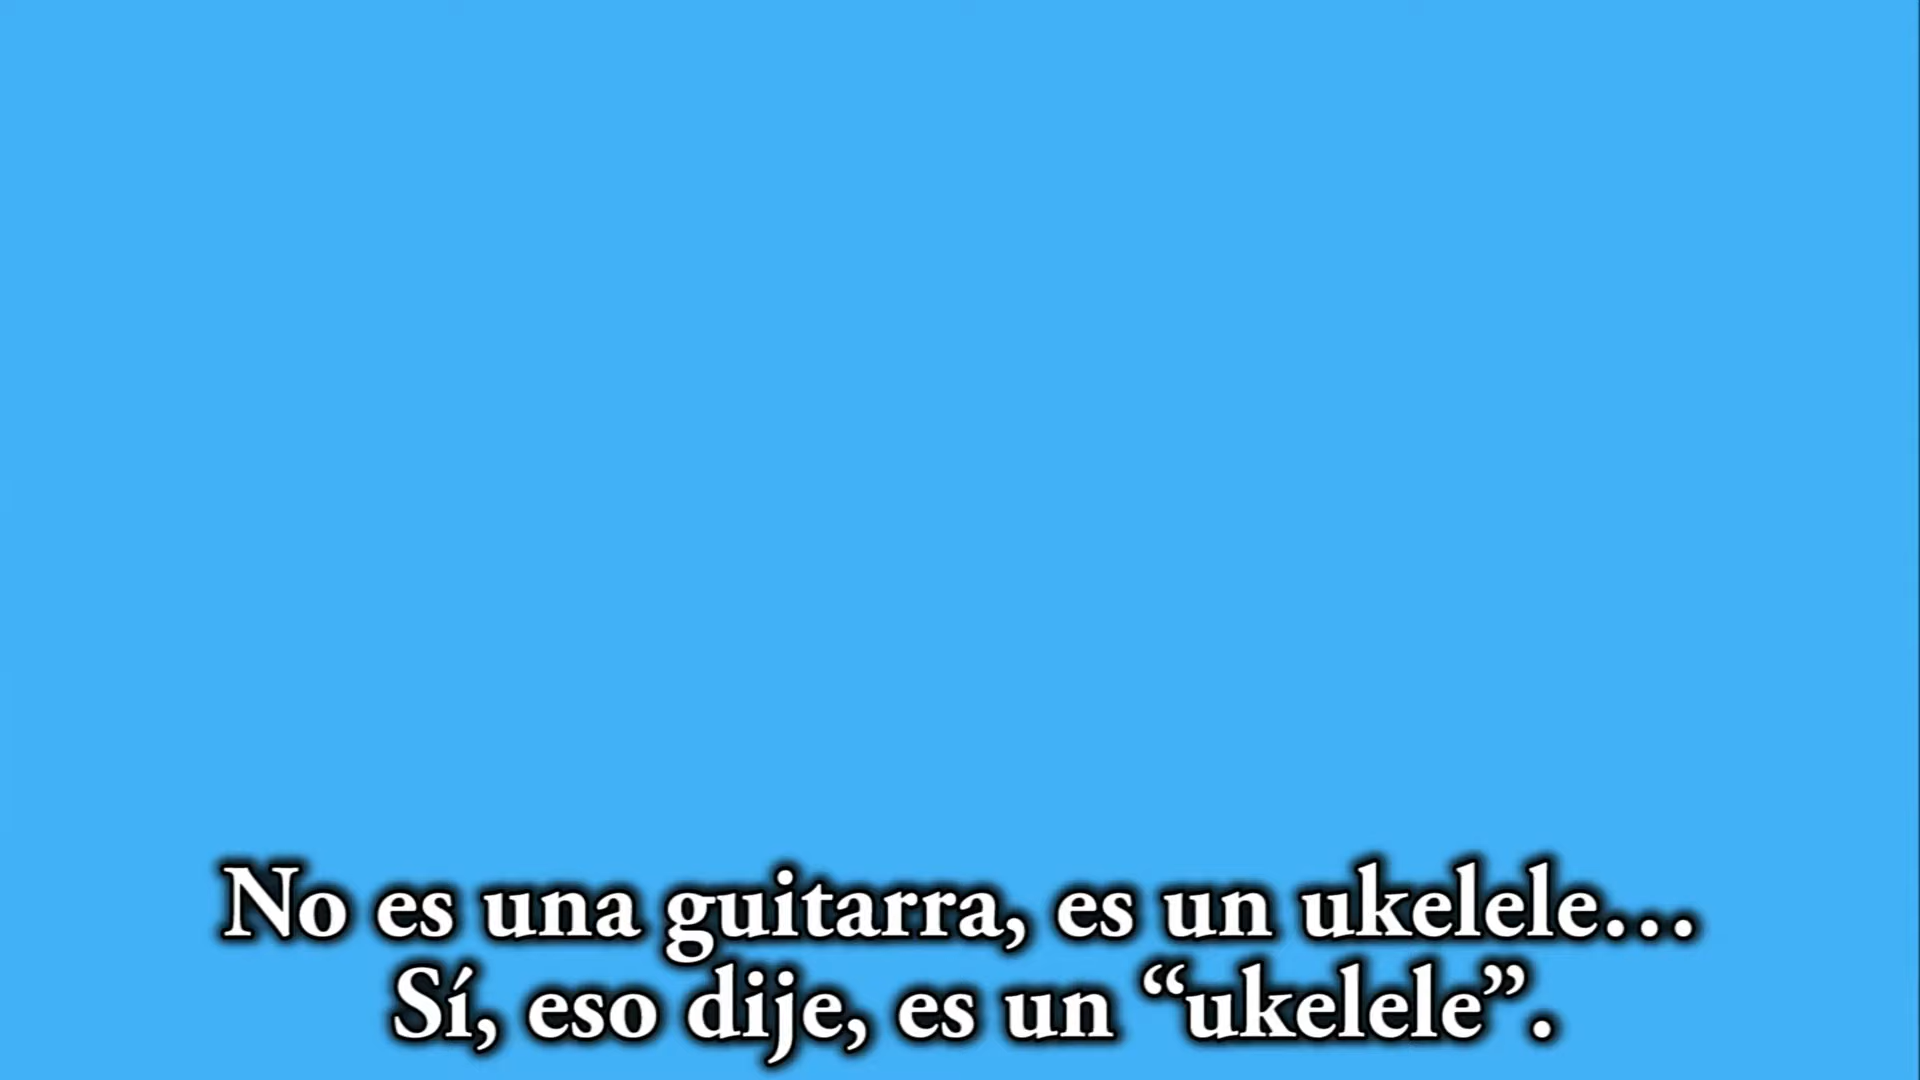 No es una guitarra, es un ukelele…
Sí, eso dije, es un “ukelele”.